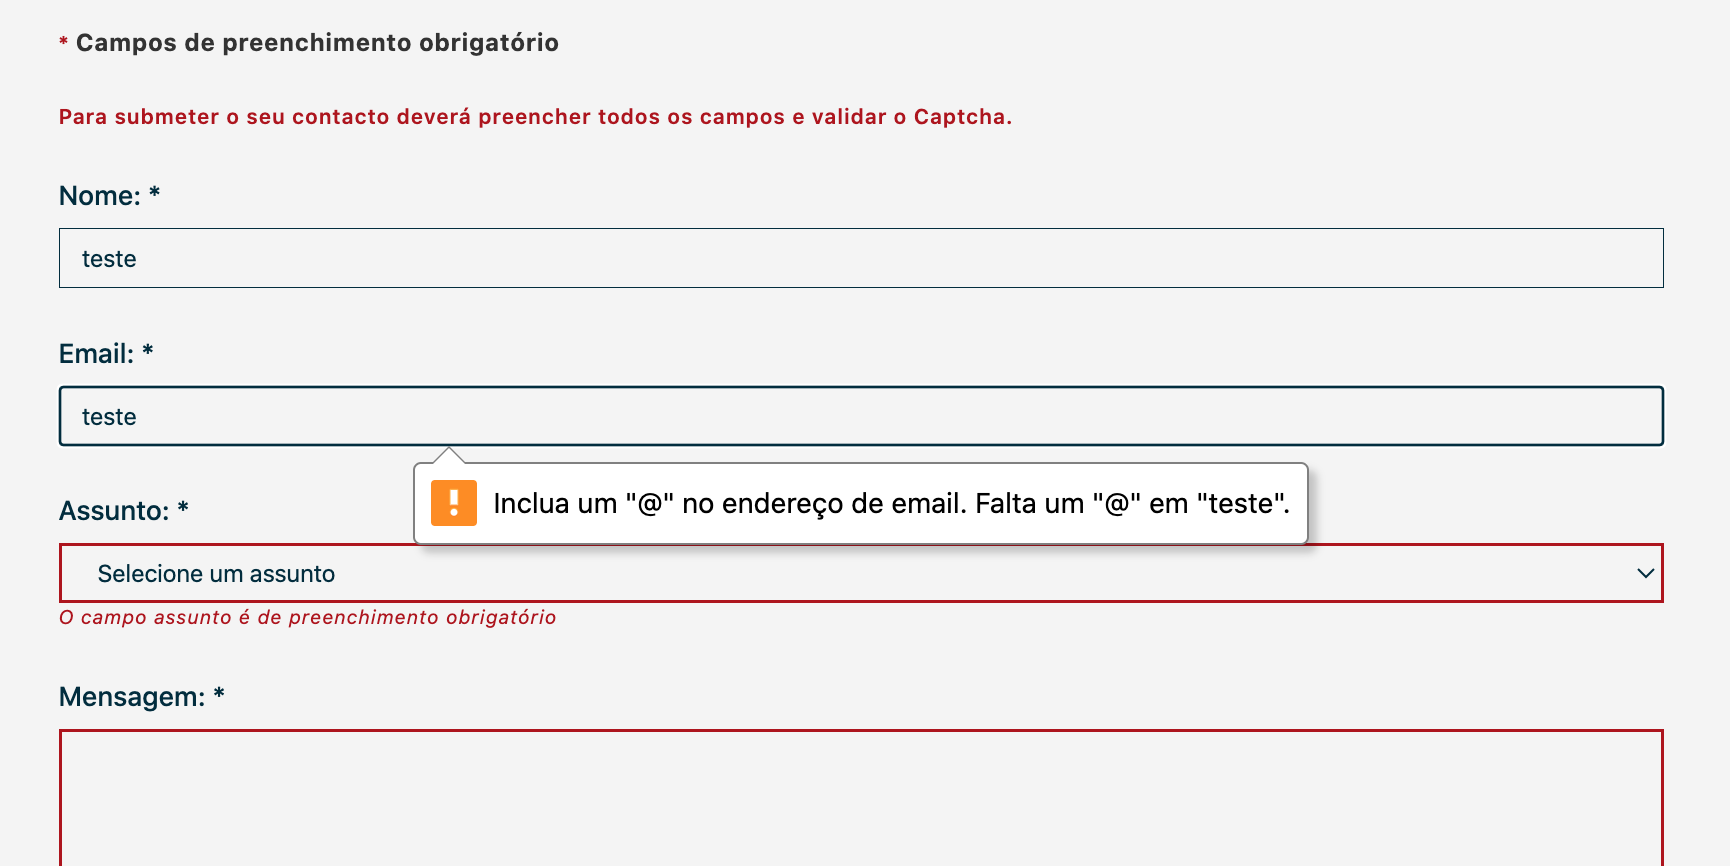 * Campos de preenchimento obrigatório
Para submeter o seu contacto deverá preencher todos os campos e validar o Captcha.
Nome: *
teste
Email: *
teste
Inclua um "@" no endereço de email. Falta um "@" em "teste".
Assunto: *
Selecione um assunto
O campo assunto é de preenchimento obrigatório
Mensagem: *